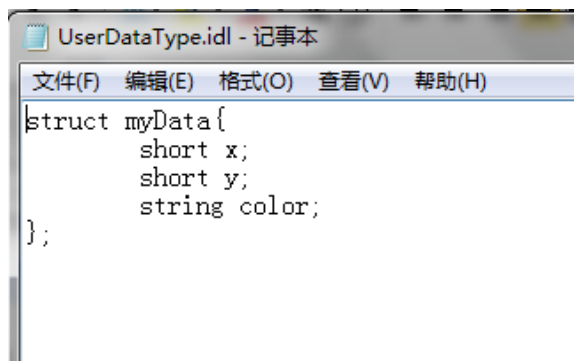 UserDataType.idl - 记事本
文件(F) 编辑(E) 格式(O) 查看(V) 帮助(H)
struct myData{
        short x;
        short y;
        string color;
};